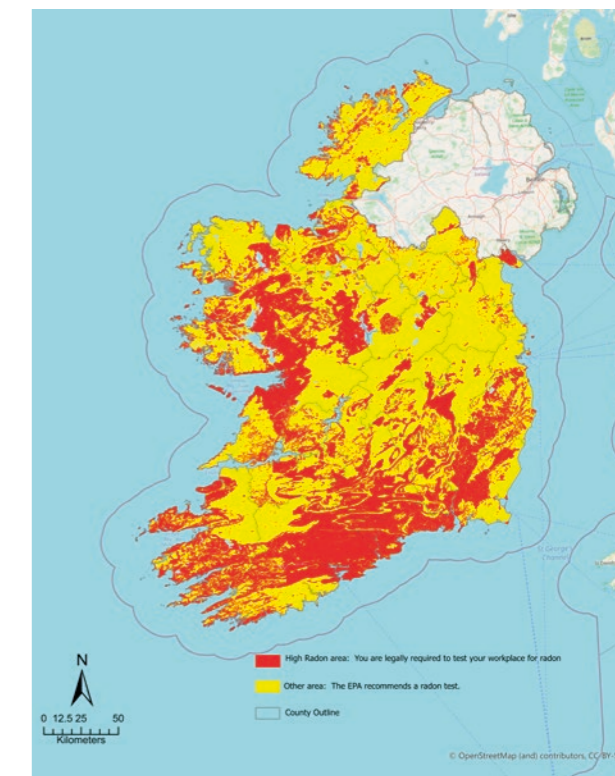 St George's
Channel
High Radon area: You are legally required to test your workplace for radon
Other area: The EPA recommends a radon test.
County Outline
N
0 12.5 25 50
Kilometers
© OpenStreetMap (and) contributors, CC-BY-